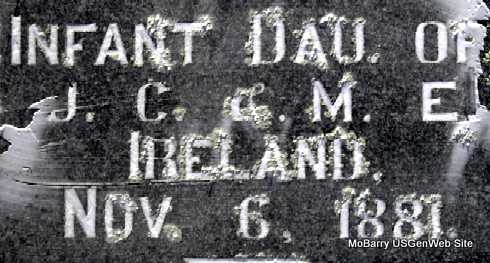 INFANT DAU. OF
J. C. & M. E.
IRELAND.
NOV. 6, 1881.
MoBarry USGenWeb Site